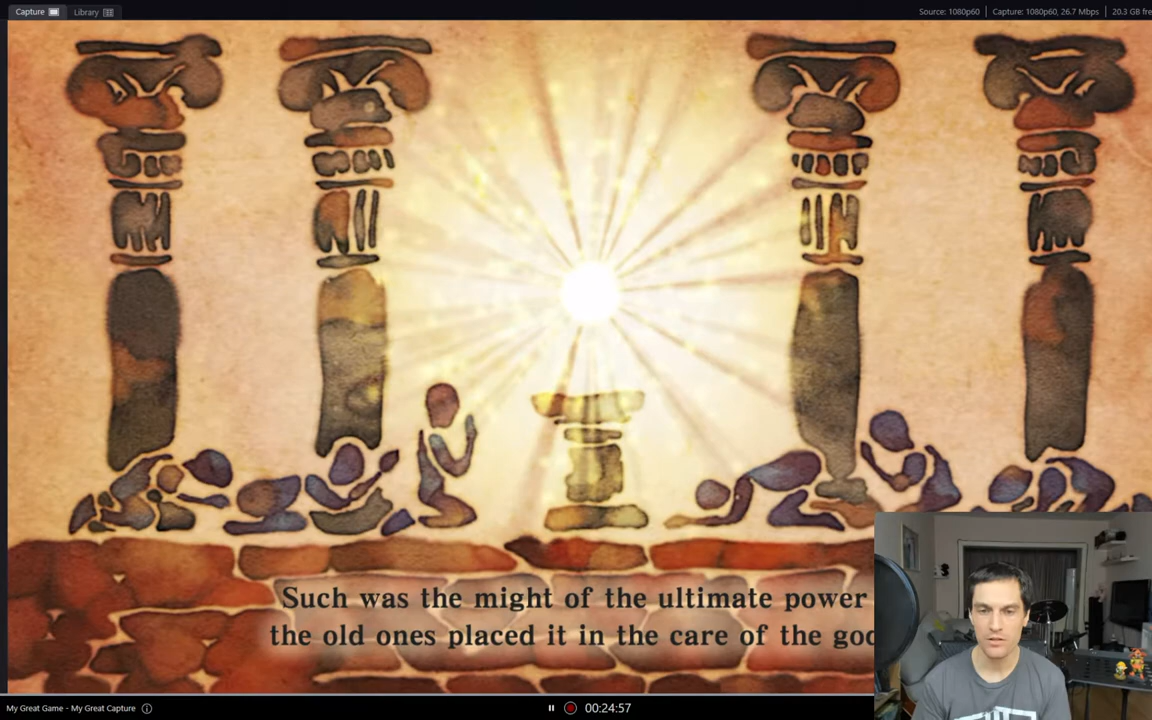 Capture
Library
Source: 1080p60
Capture: 1080p60, 26.7 Mbps
20.3 GB fre
Such was the might of the ultimate power
the old ones placed it in the care of the god
My Great Game - My Great Capture
00:24:57